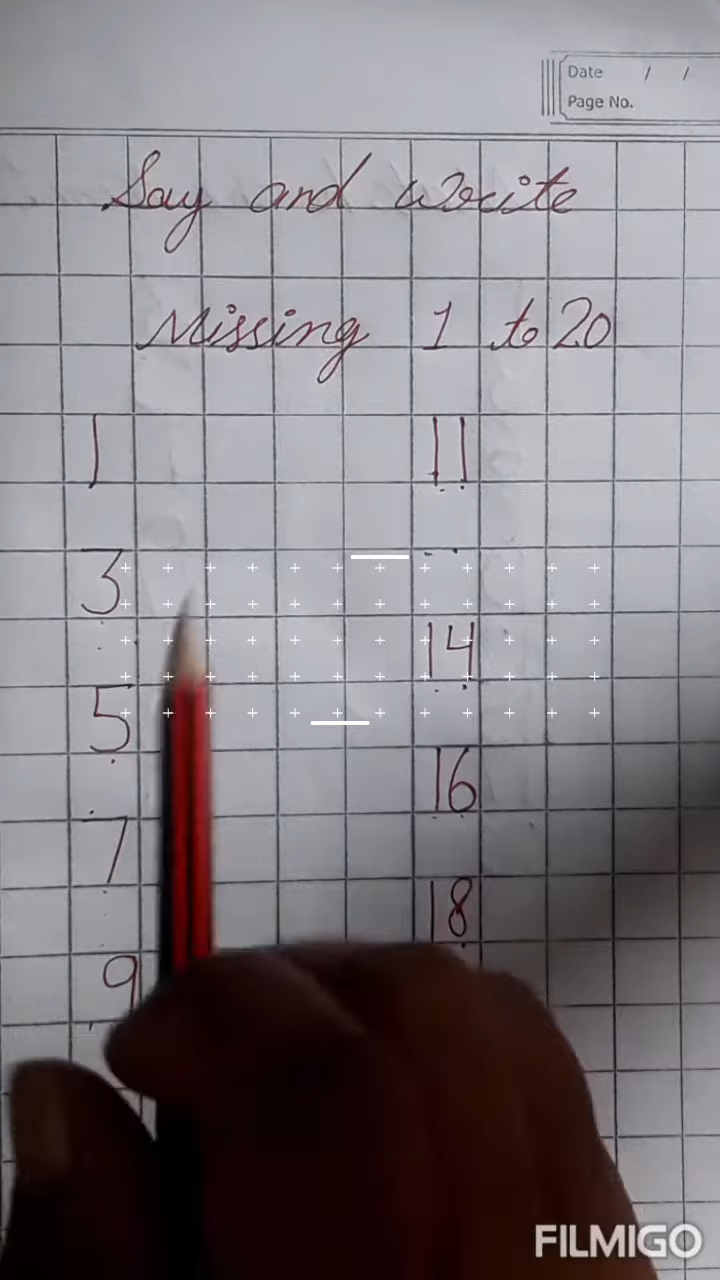 Date / /
Page No.
Say and Write
Missing 1 to 20
1 11
3
14
5
16
7
18
9
FILMIGO